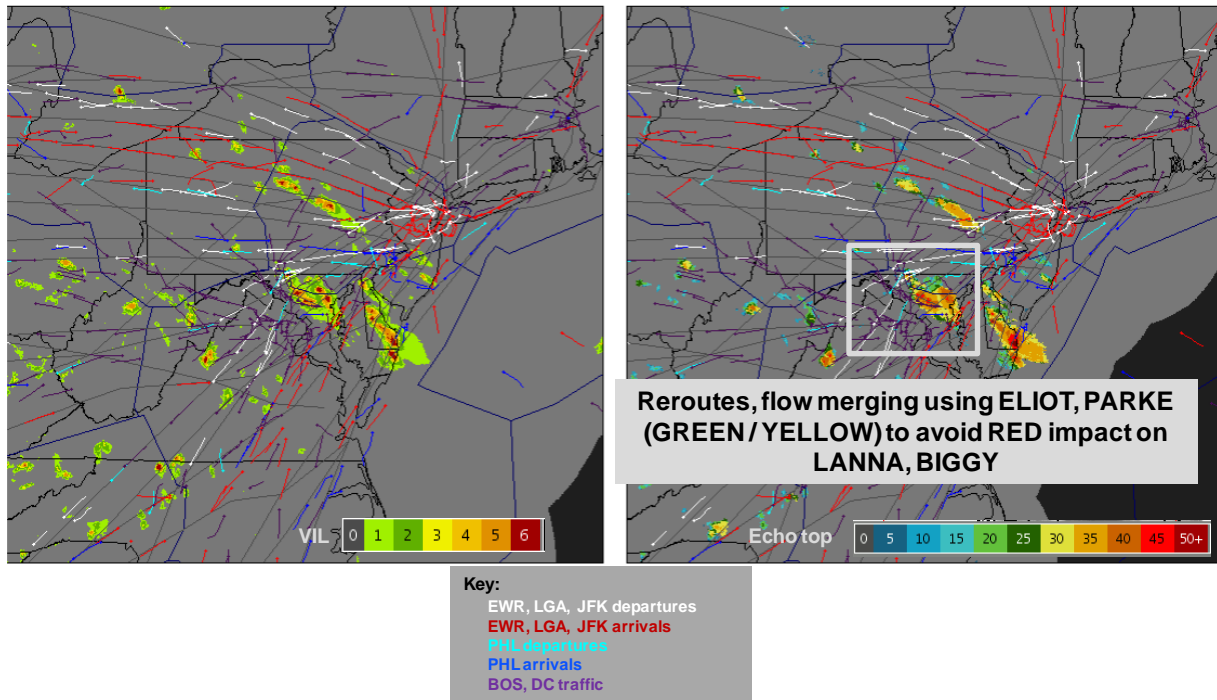 VIL 0 1 2 3 4 5 6
Reroutes, flow merging using ELIOT, PARKE
(GREEN / YELLOW) to avoid RED impact on
LANNA, BIGGY
Echo top 0 5 10 15 20 25 30 35 40 45 50+
Key:
EWR, LGA, JFK departures
EWR, LGA, JFK arrivals
PHL departures
PHL arrivals
BOS, DC traffic